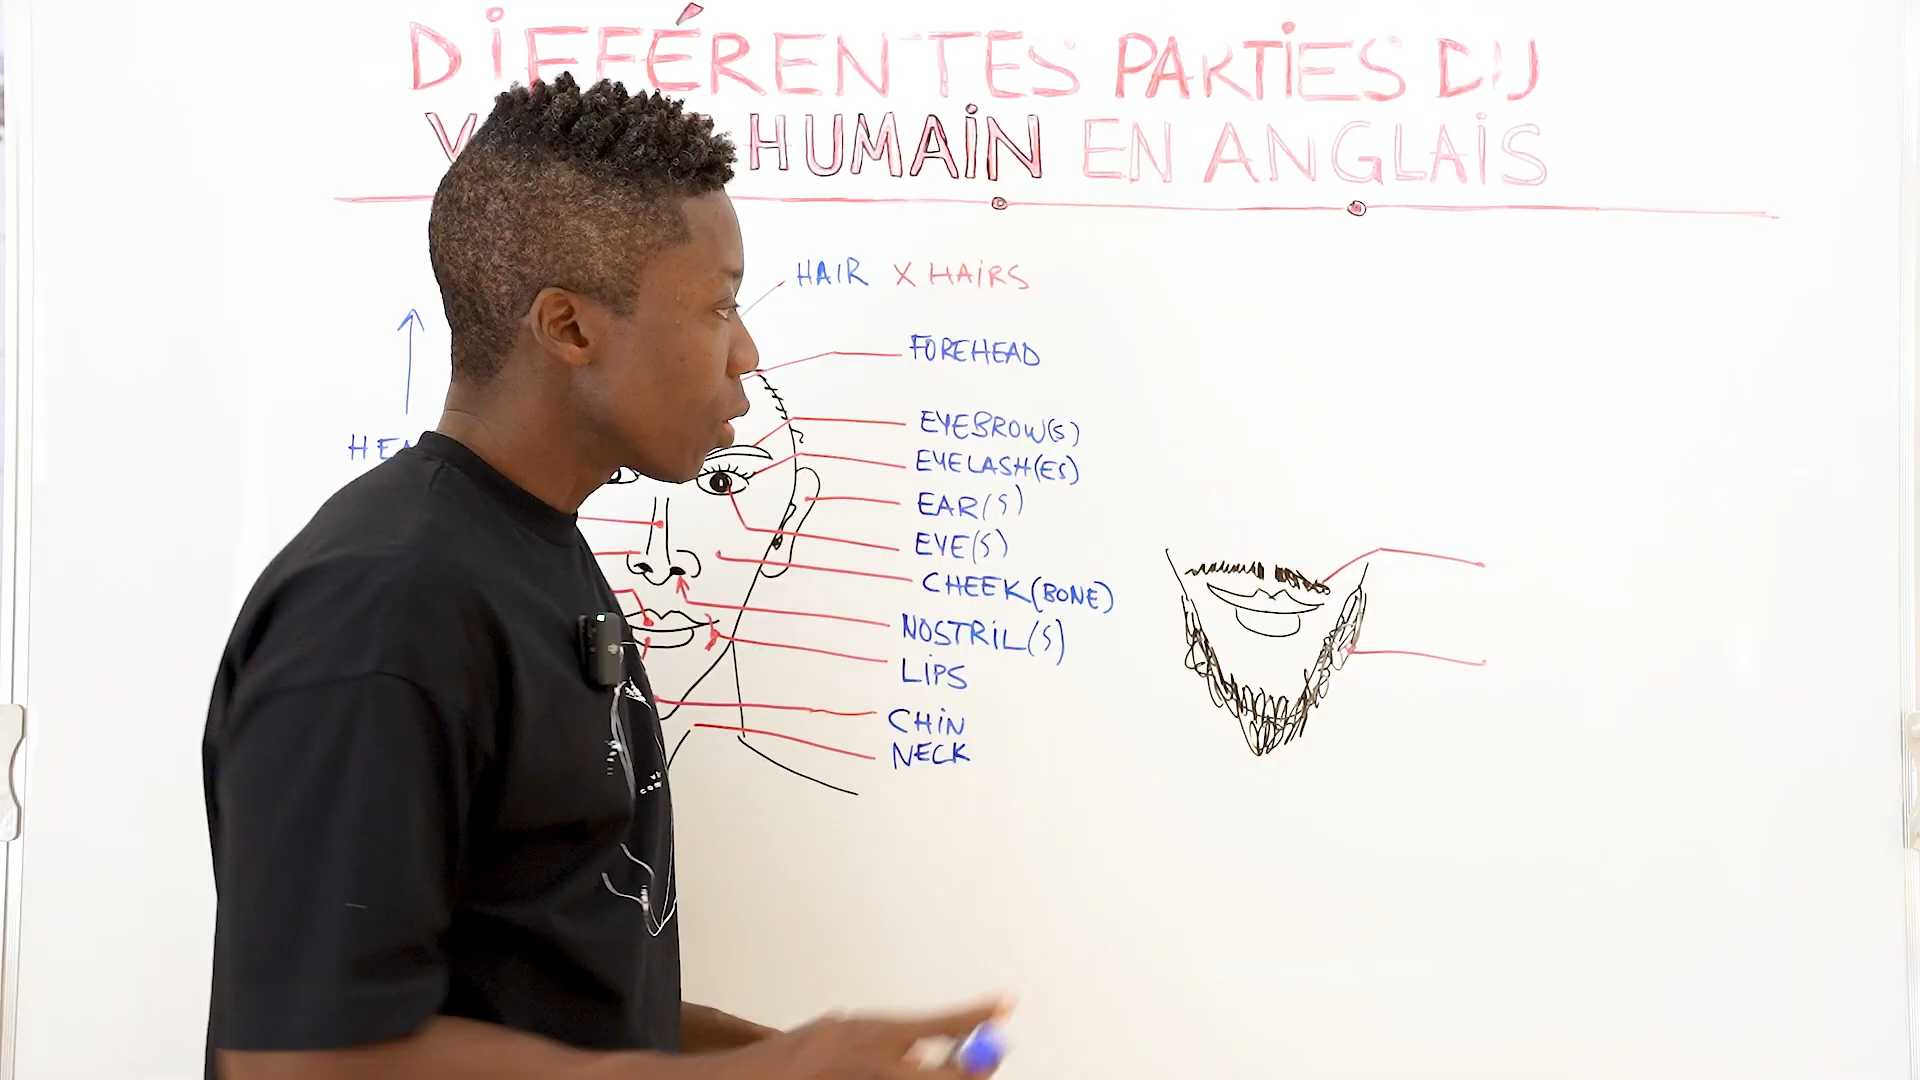 DIFFÉRENTES PARTIES DU
HUMAIN EN ANGLAIS
HAIR X HAIRS
FOREHEAD
EYEBROW(S)
EYELASH(ES)
EAR(S)
EYE(S)
CHEEK(BONE)
NOSTRIL(S)
LIPS
CHIN
NECK